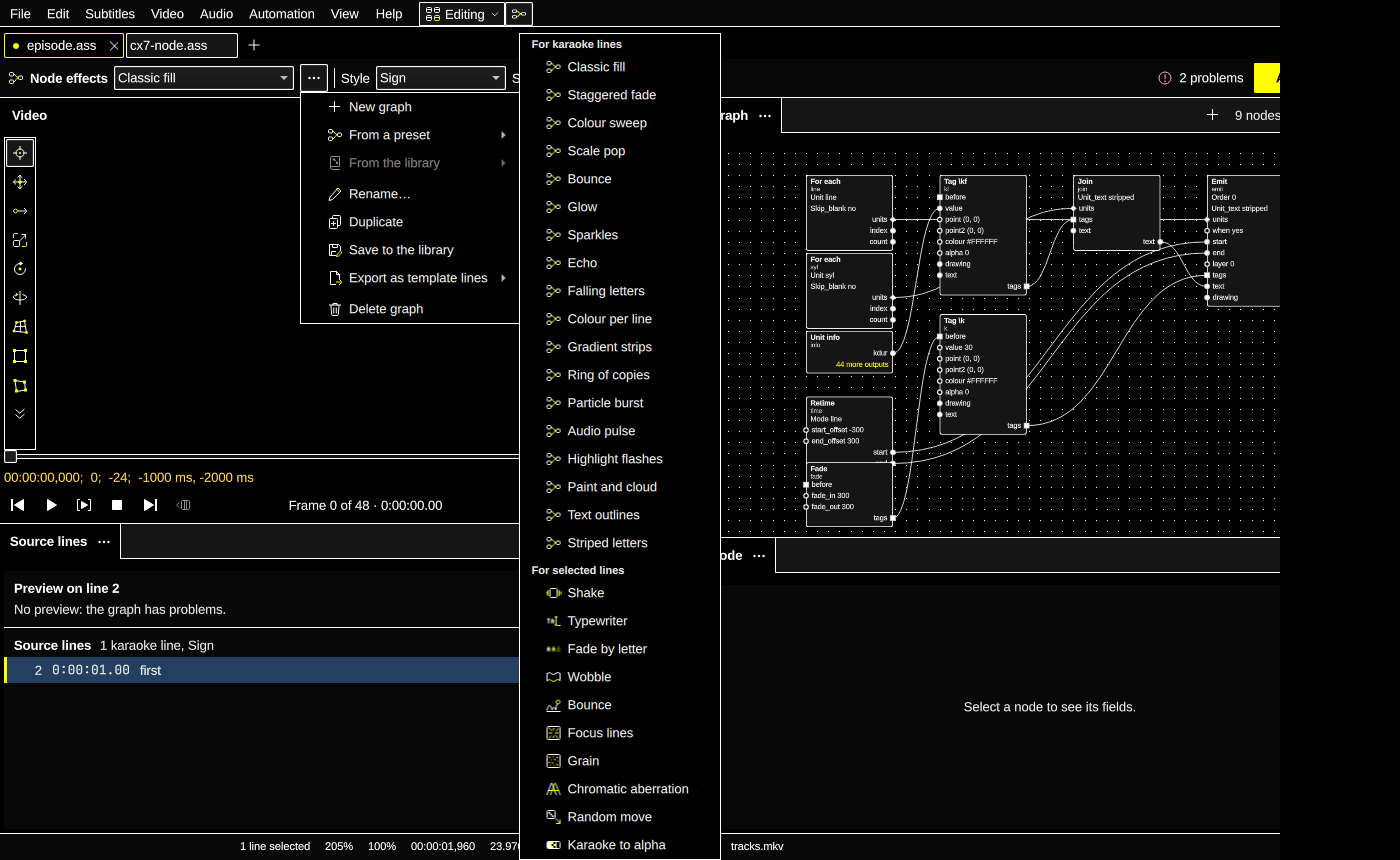 File Edit Subtitles Video Audio Automation View Help Editing
episode.ass cx7-node.ass
Node effects Classic fill Style Sign S 2 problems
Video
New graph
From a preset
From the library
Rename…
Duplicate
Save to the library
Export as template lines
Delete graph
For karaoke lines
Classic fill
Staggered fade
Colour sweep
Scale pop
Bounce
Glow
Sparkles
Echo
Falling letters
Colour per line
Gradient strips
Ring of copies
Particle burst
Audio pulse
Highlight flashes
Paint and cloud
Text outlines
Striped letters
For selected lines
Shake
Typewriter
Fade by letter
Wobble
Bounce
Focus lines
Grain
Chromatic aberration
Random move
Karaoke to alpha
raph 9 nodes
For each
line
Unit line
Skip_blank no
units
index
count
For each
syl
Unit syl
Skip_blank no
units
index
count
Unit info
info
kdur
44 more outputs
Retime
time
Mode line
start_offset -300
end_offset 300
start
Fade
fade
before
fade_in 300
fade_out 300
tags
Tag \kf
kf
before
value
point (0, 0)
point2 (0, 0)
colour #FFFFFF
alpha 0
drawing
text
tags
Tag \k
k
before
value 30
point (0, 0)
point2 (0, 0)
colour #FFFFFF
alpha 0
drawing
text
tags
Join
join
Unit_text stripped
units
tags
text
text
Emit
emit
Order 0
Unit_text stripped
units
when yes
start
end
layer 0
tags
text
drawing
00:00:00,000; 0; -24; -1000 ms, -2000 ms
Frame 0 of 48 · 0:00:00.00
Source lines
Preview on line 2
No preview: the graph has problems.
Source lines 1 karaoke line, Sign
2 0:00:01.00 first
ode
Select a node to see its fields.
1 line selected 205% 100% 00:00:01,960 23.976 tracks.mkv